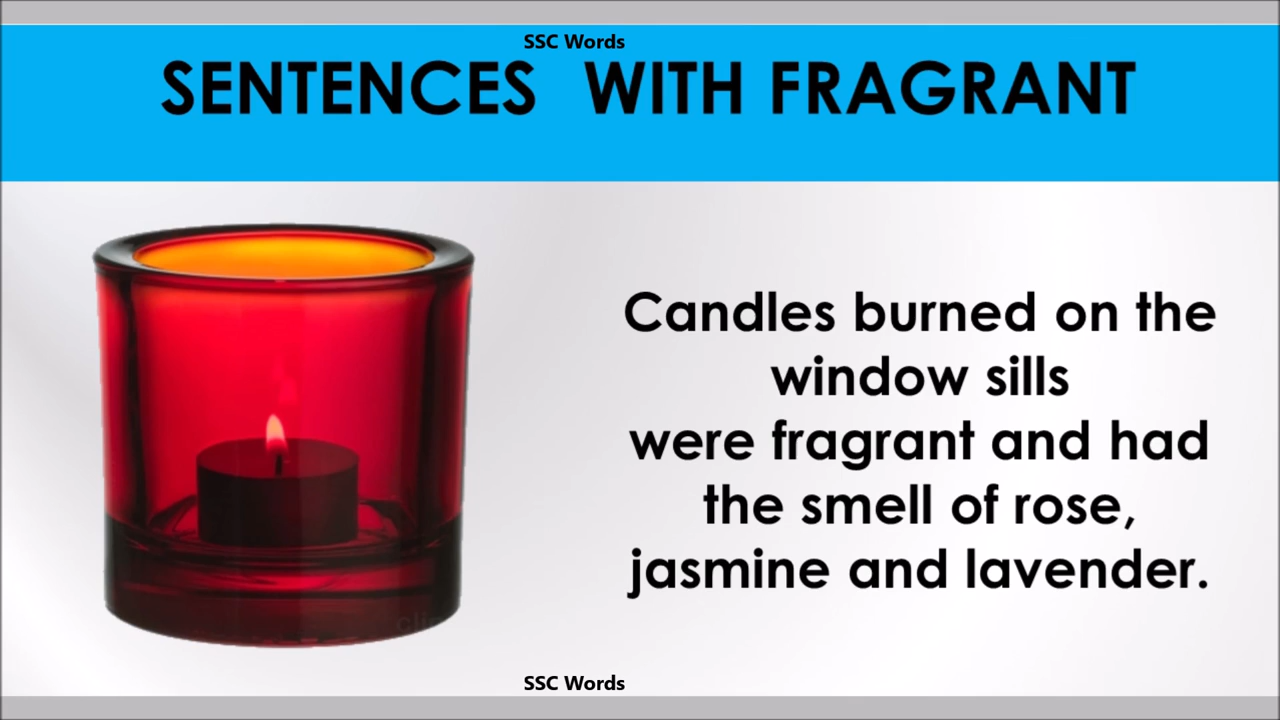 SSC Words
SENTENCES WITH FRAGRANT
Candles burned on the
window sills
were fragrant and had
the smell of rose,
jasmine and lavender.
SSC Words